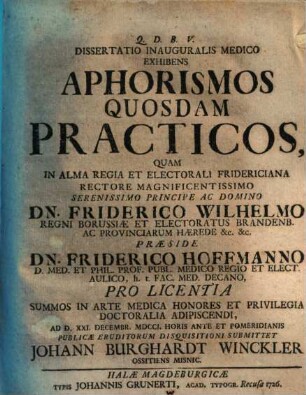 Q. D. B. V.
DISSERTATIO INAUGURALIS MEDICO
EXHIBENS
APHORISMOS
QUOSDAM
PRACTICOS,
QUAM
IN ALMA REGIA ET ELECTORALI FRIDERICIANA
RECTORE MAGNIFICENTISSIMO
SERENISSIMO PRINCIPE AC DOMINO
DN. FRIDERICO WILHELMO
REGNI BORUSSIÆ ET ELECTORATUS BRANDENB.
AC PROVINCIARUM HÆREDE &c. &c.
PRÆSIDE
DN. FRIDERICO HOFFMANNO
D. MED. ET PHIL. PROF. PUBL. MEDICO REGIO ET ELECT.
AULICO, h. t. FAC. MED. DECANO,
PRO LICENTIA
SUMMOS IN ARTE MEDICA HONORES ET PRIVILEGIA
DOCTORALIA ADIPISCENDI,
AD D. XXI. DECEMBR. MDCCI. HORIS ANTE ET POMERIDIANIS
PUBLICÆ ERUDITORUM DISQUISITIONI SUBMITTET
JOHANN BURGHARDT WINCKLER
OSSITIENS MISNIC.
HALÆ MAGDEBURGICÆ
TYPIS JOHANNIS GRUNERTI, ACAD. TYPOGR. Recusa 1726.